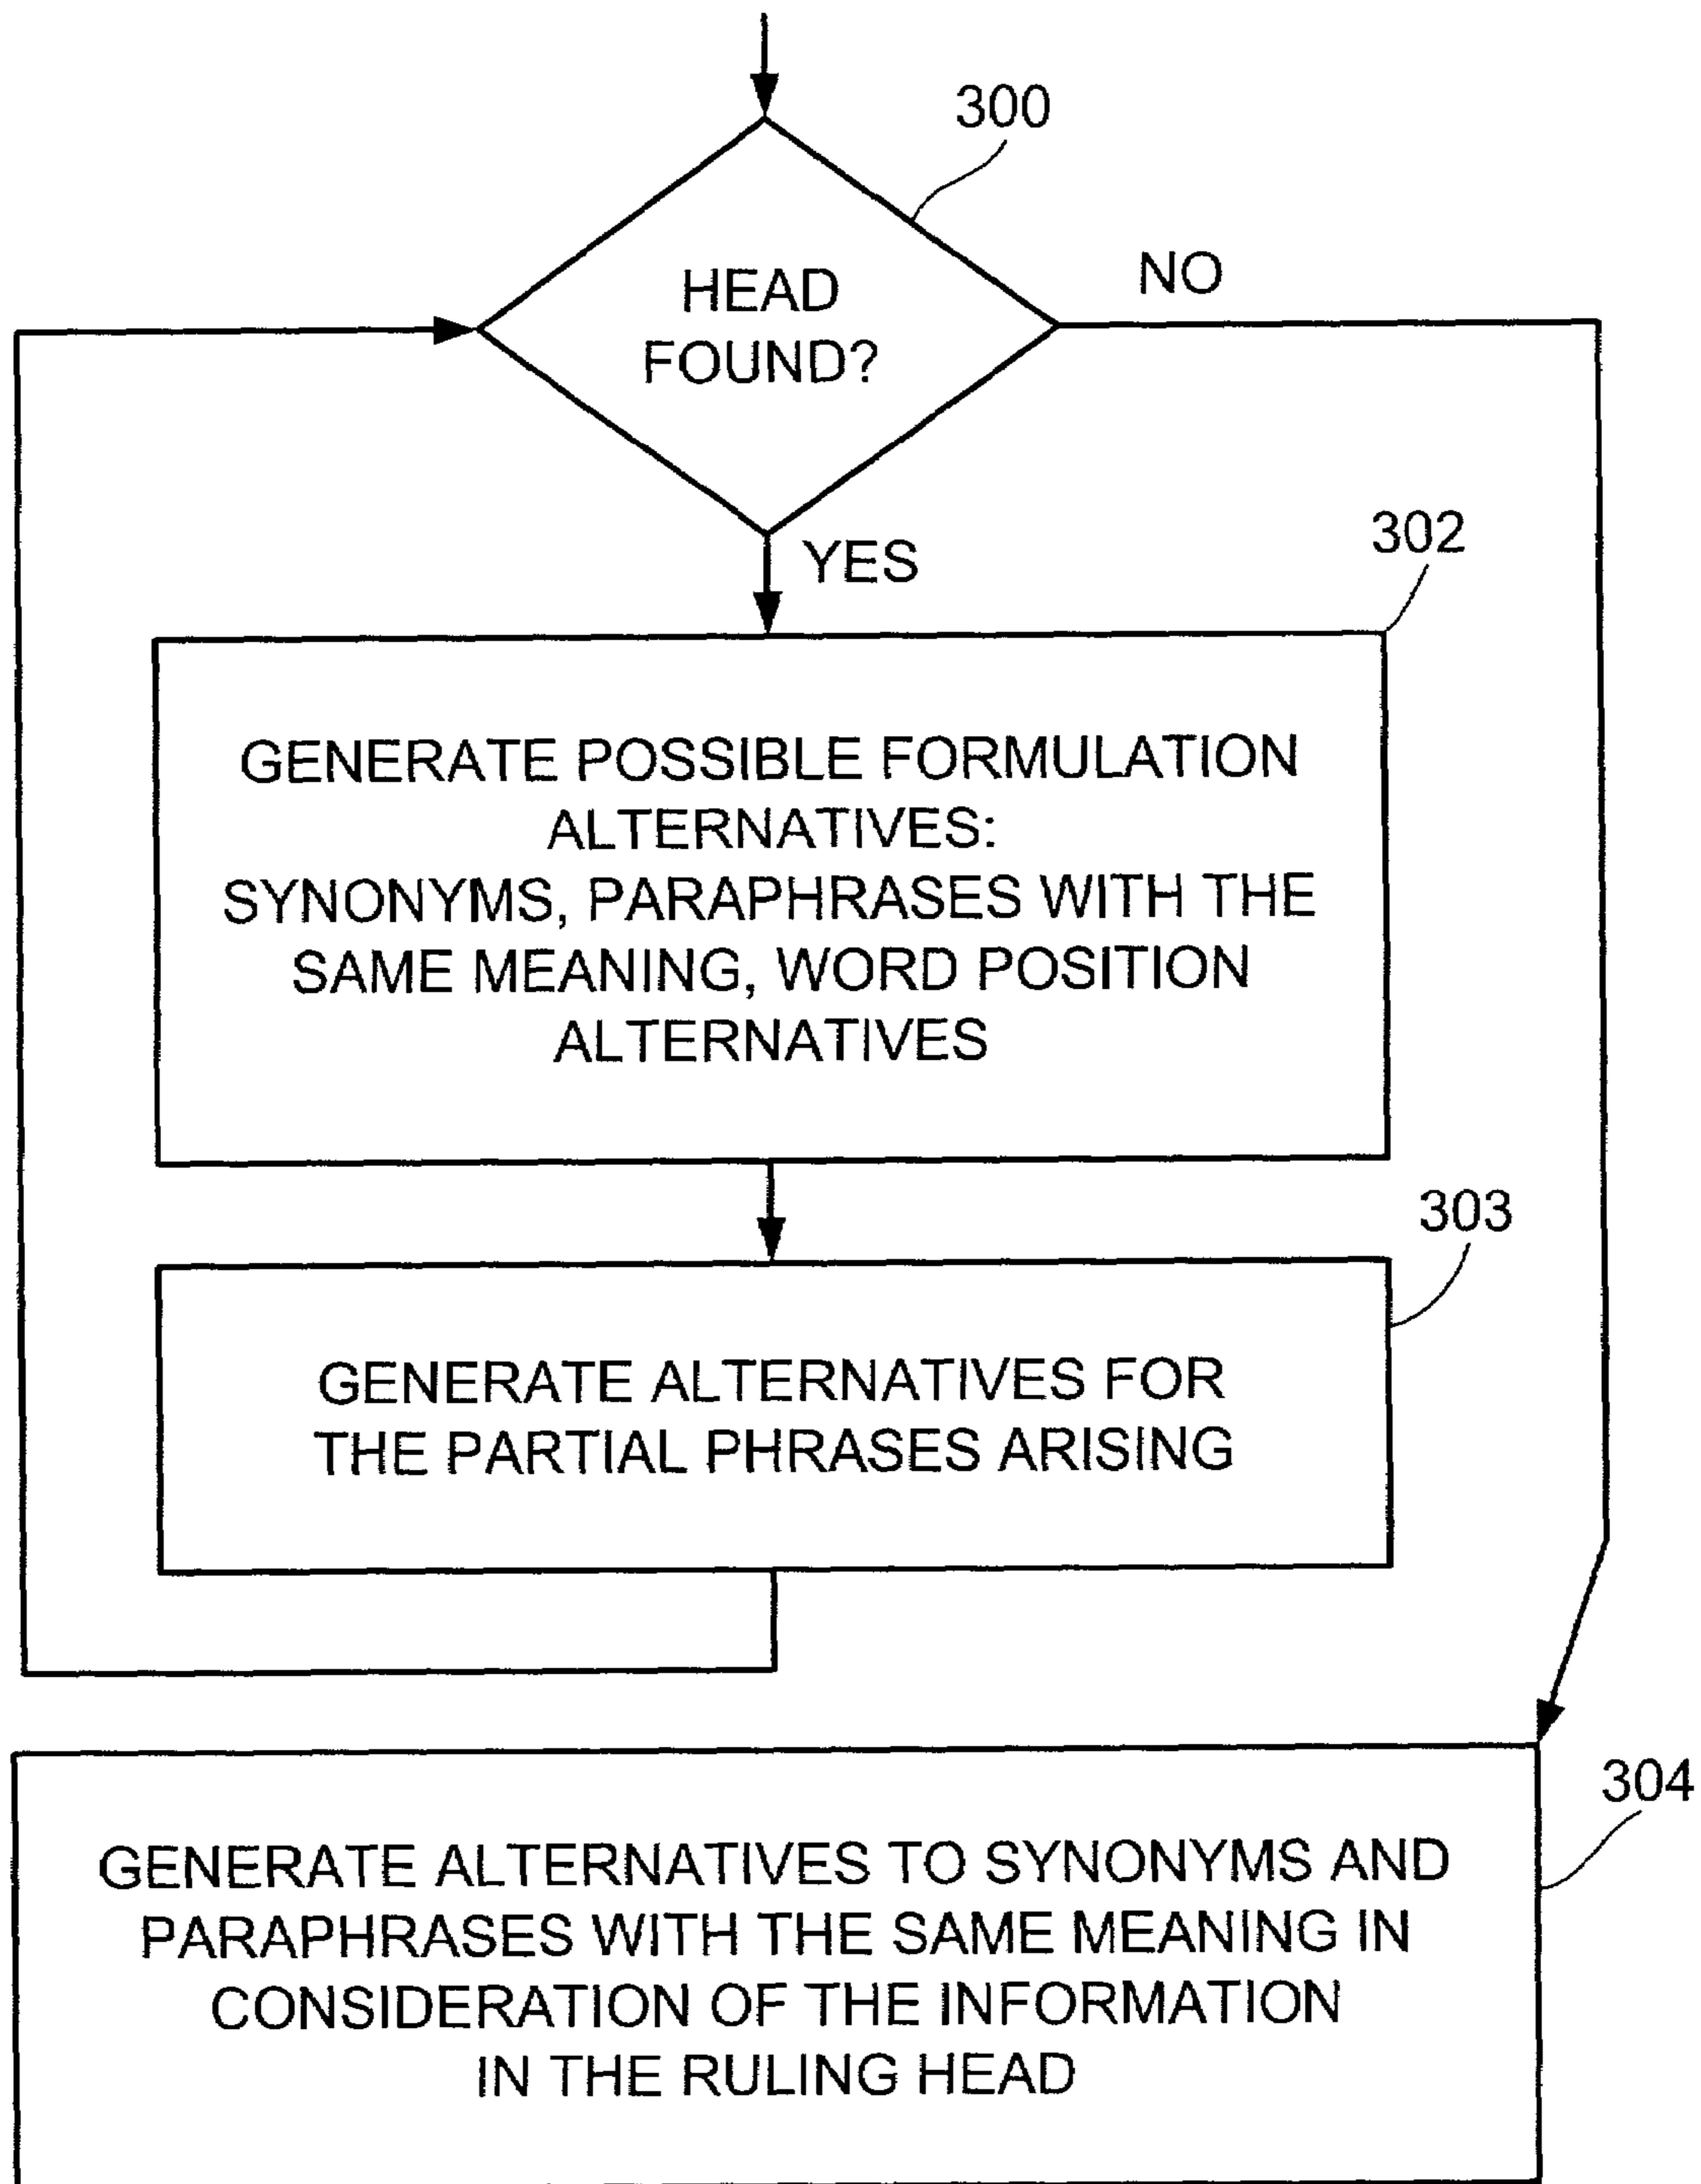 300
HEAD
FOUND?
NO
YES
302
GENERATE POSSIBLE FORMULATION
ALTERNATIVES:
SYNONYMS, PARAPHRASES WITH THE
SAME MEANING, WORD POSITION
ALTERNATIVES
303
GENERATE ALTERNATIVES FOR
THE PARTIAL PHRASES ARISING
304
GENERATE ALTERNATIVES TO SYNONYMS AND
PARAPHRASES WITH THE SAME MEANING IN
CONSIDERATION OF THE INFORMATION
IN THE RULING HEAD